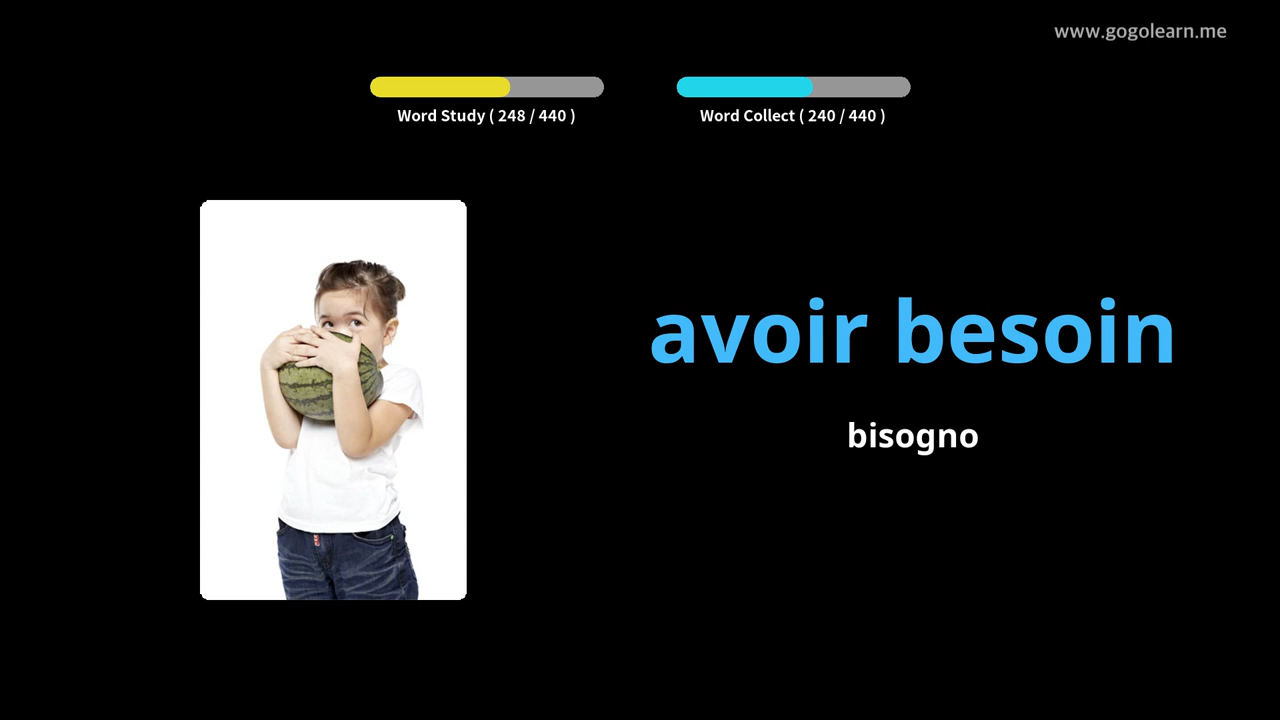 www.gogolearn.me
Word Study ( 248 / 440 )
Word Collect ( 240 / 440 )
avoir besoin
bisogno